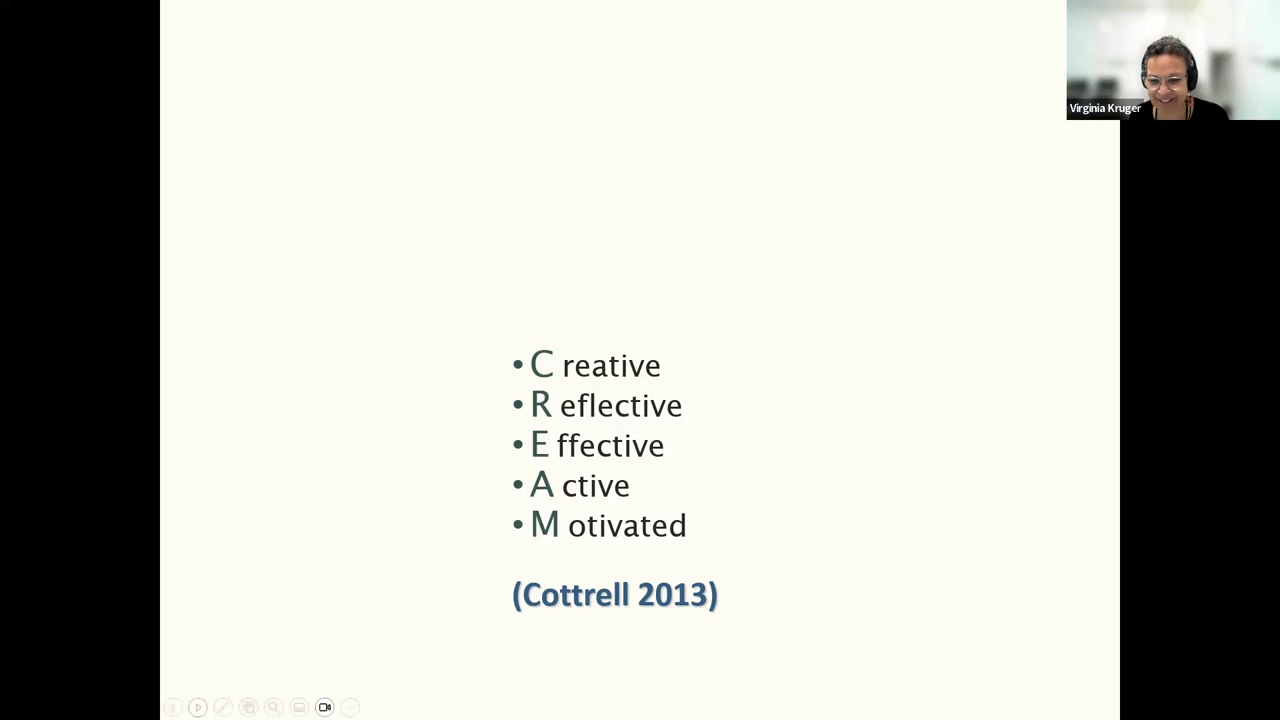 Virginia Kruger
• C reative
• R eflective
• E ffective
• A ctive
• M otivated
(Cottrell 2013)